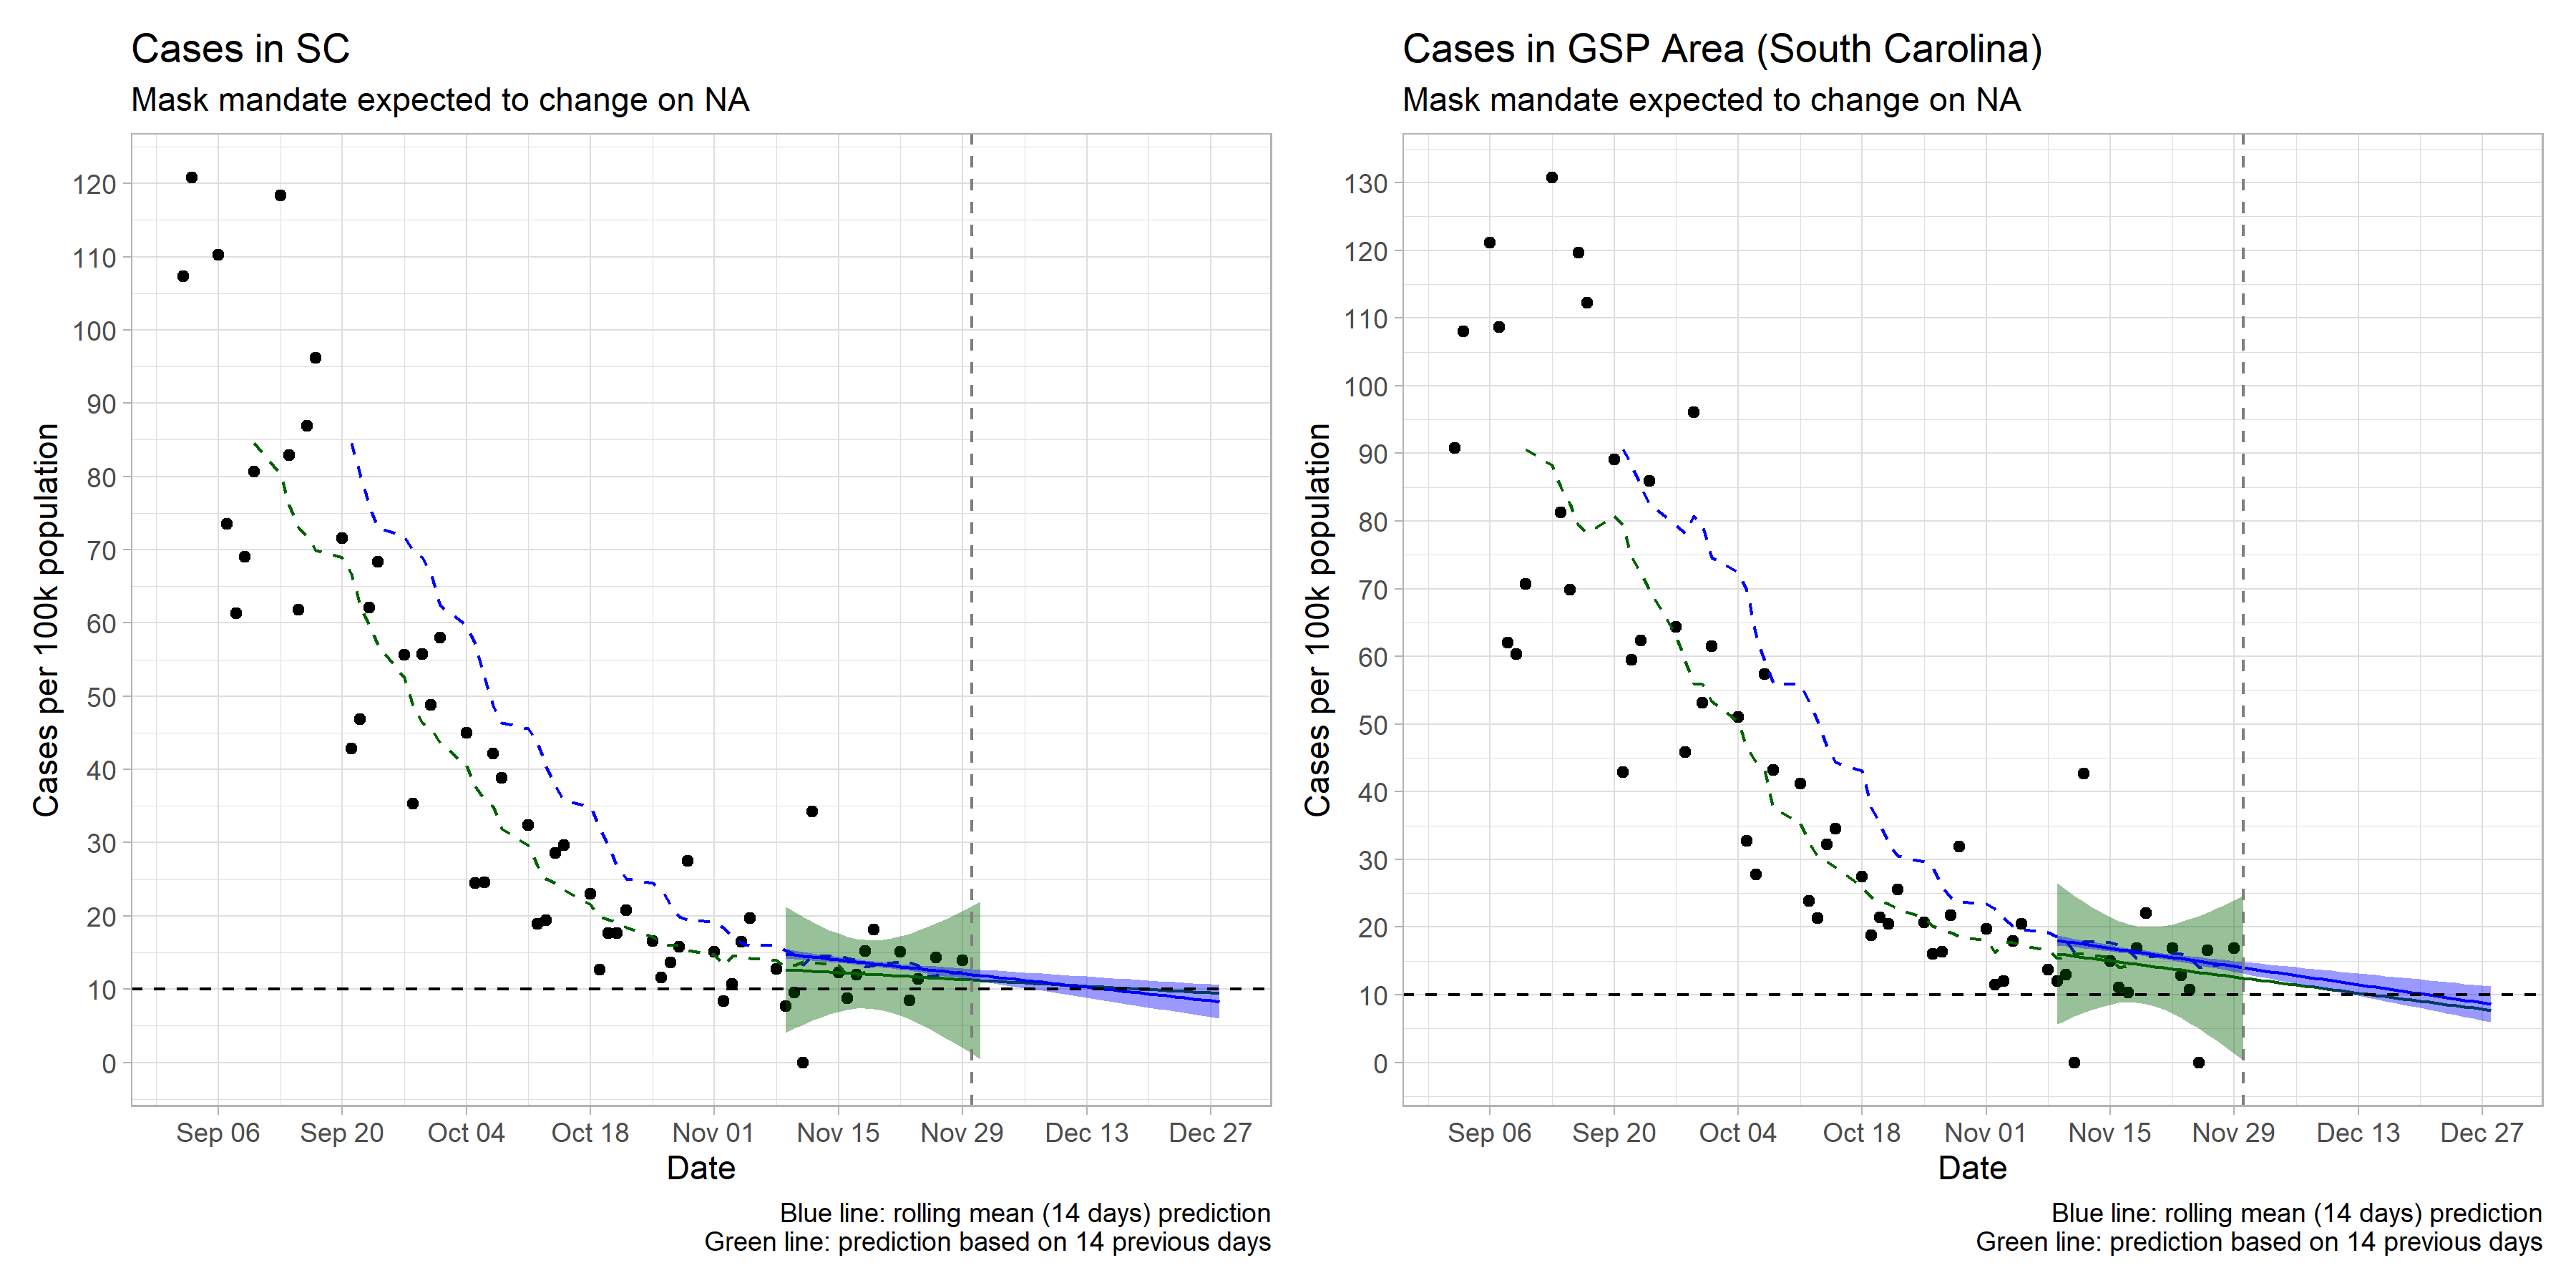 Cases in SC
Mask mandate expected to change on NA
Cases per 100k population
120
110
100
90
80
70
60
50
40
30
20
10
0
Sep 06 Sep 20 Oct 04 Oct 18 Nov 01 Nov 15 Nov 29 Dec 13 Dec 27
Date
Blue line: rolling mean (14 days) prediction
Green line: prediction based on 14 previous days
Cases in GSP Area (South Carolina)
Mask mandate expected to change on NA
Cases per 100k population
130
120
110
100
90
80
70
60
50
40
30
20
10
0
Sep 06 Sep 20 Oct 04 Oct 18 Nov 01 Nov 15 Nov 29 Dec 13 Dec 27
Date
Blue line: rolling mean (14 days) prediction
Green line: prediction based on 14 previous days